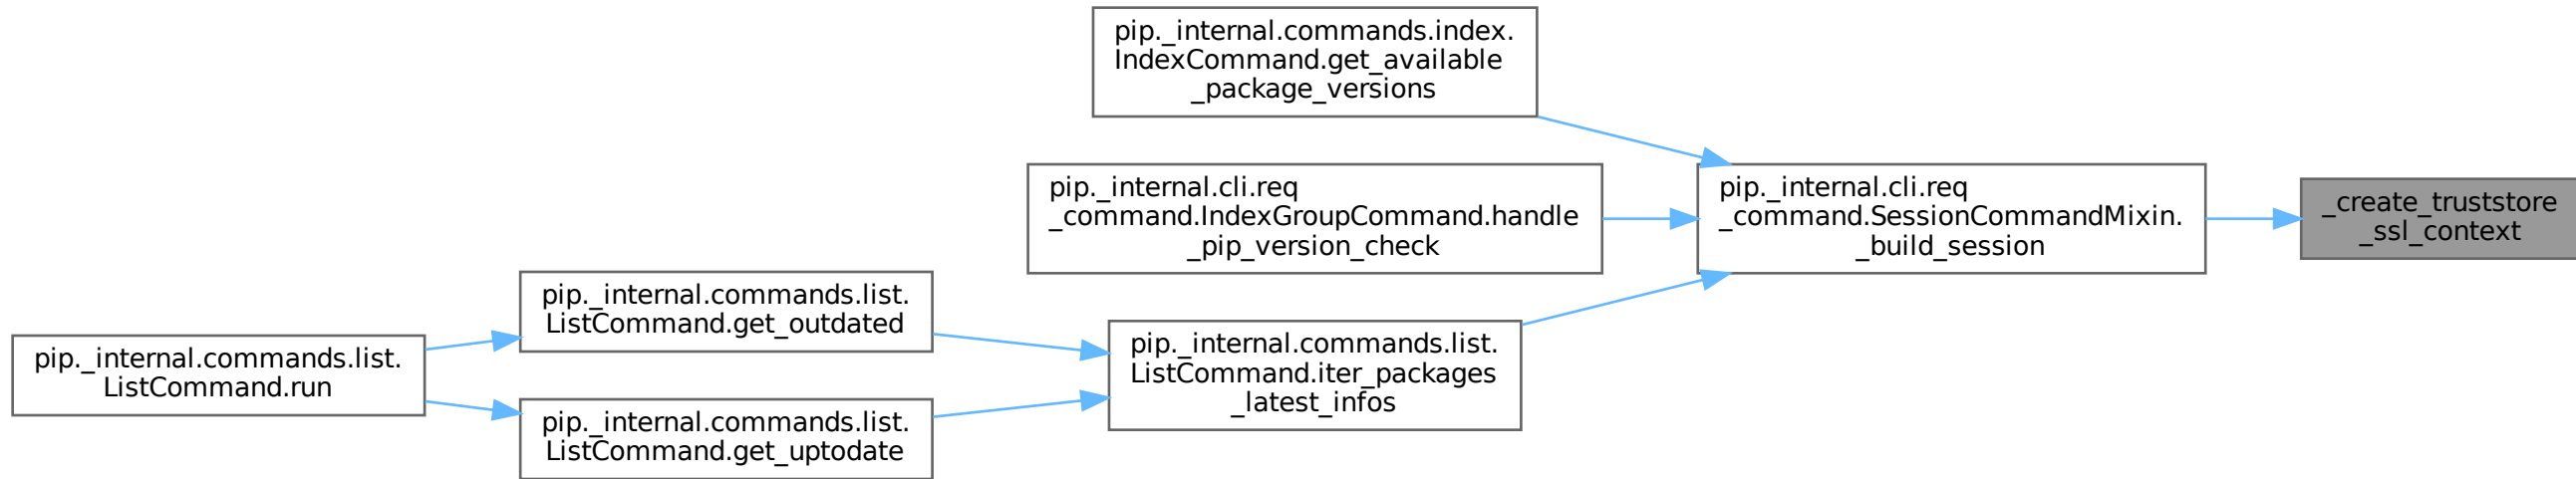 pip._internal.commands.list.
ListCommand.run
pip._internal.commands.list.
ListCommand.get_outdated
pip._internal.commands.list.
ListCommand.get_uptodate
pip._internal.commands.index.
IndexCommand.get_available
_package_versions
pip._internal.cli.req
_command.IndexGroupCommand.handle
_pip_version_check
pip._internal.commands.list.
ListCommand.iter_packages
_latest_infos
pip._internal.cli.req
_command.SessionCommandMixin.
_build_session
_create_truststore
_ssl_context